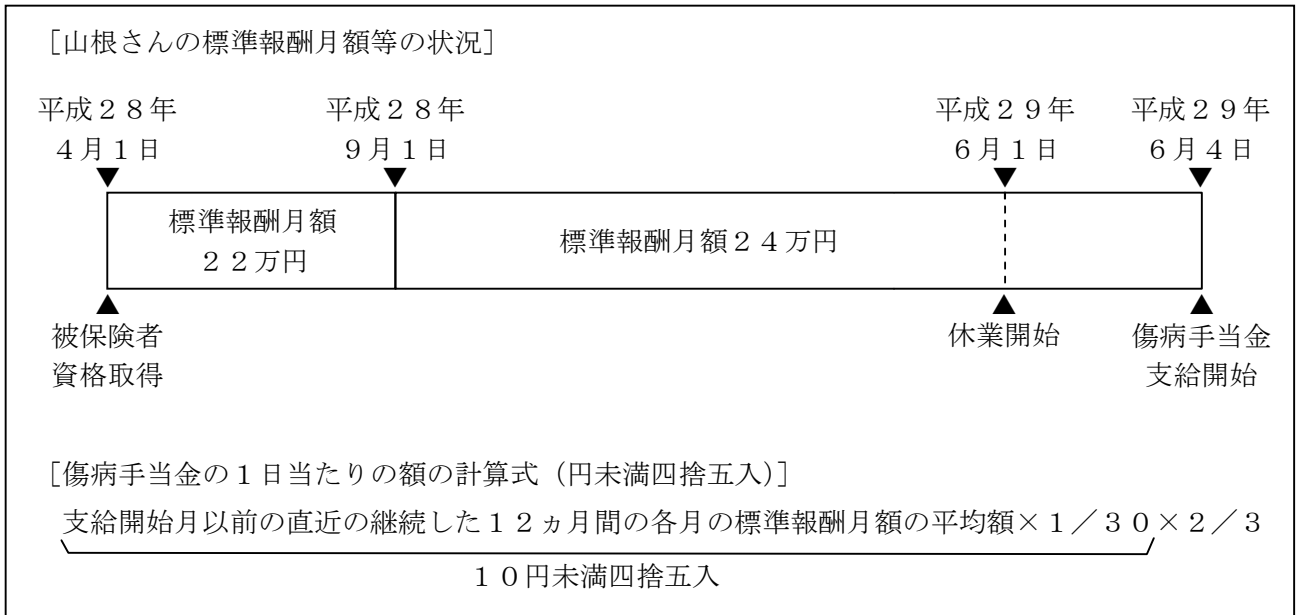 ［山根さんの標準報酬月額等の状況］
平成２８年 平成２８年 平成２９年 平成２９年
４月１日 ９月１日 ６月１日 ６月４日
▼ ▼ ▼ ▼
標準報酬月額
２２万円
標準報酬月額２４万円
▲ ▲ ▲
被保険者 休業開始 傷病手当金
資格取得 支給開始
［傷病手当金の１日当たりの額の計算式（円未満四捨五入）］
支給開始月以前の直近の継続した１２ヵ月間の各月の標準報酬月額の平均額×１／３０×２／３
１０円未満四捨五入